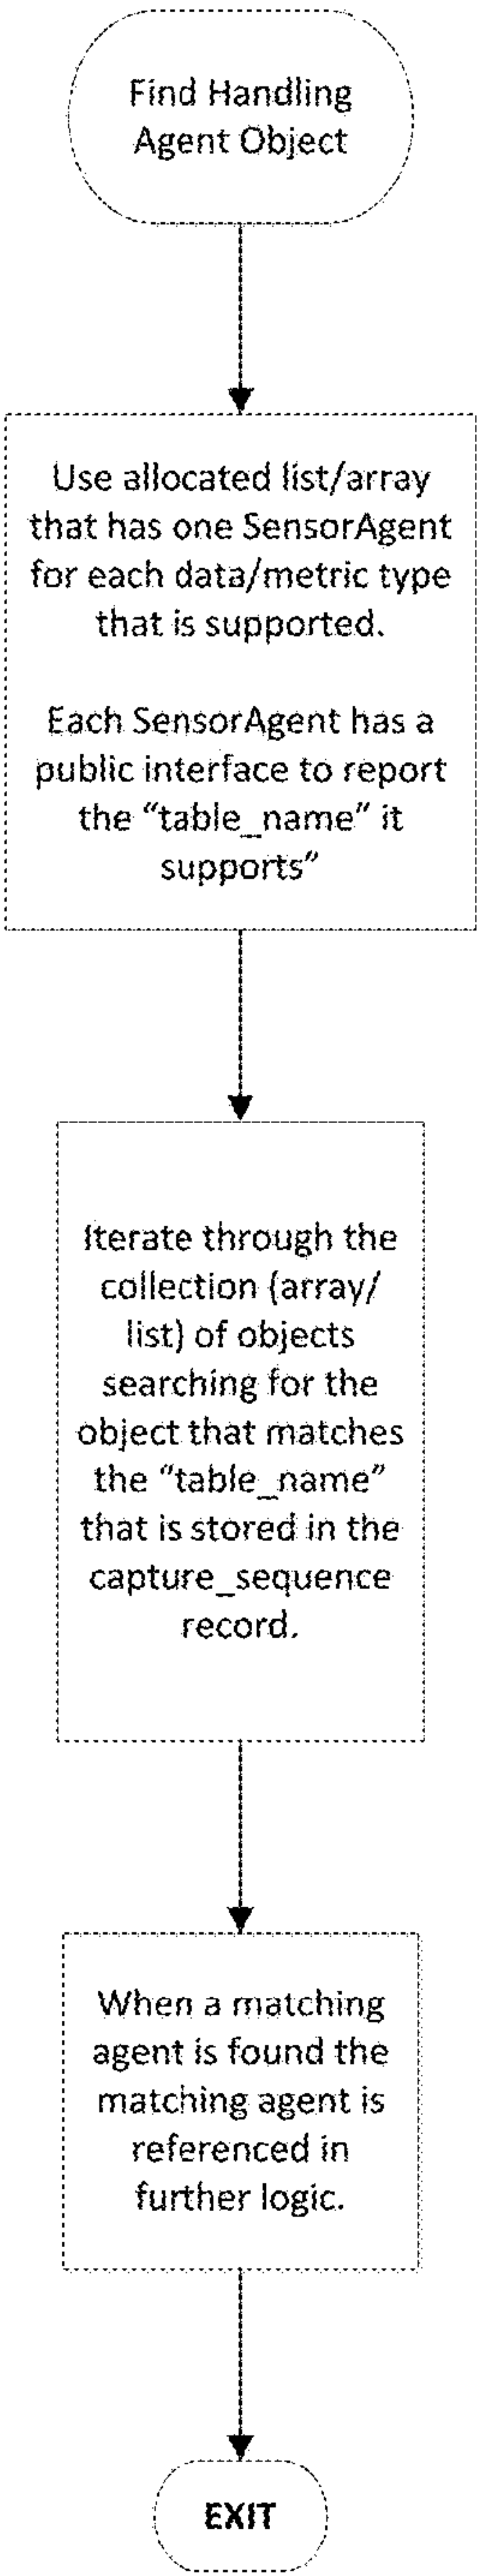 Find Handling
Agent Object
Use allocated list/array
that has one SensorAgent
for each data/metric type
that is supported.
Each SensorAgent has a
public interface to report
the “table_name” it
supports”
Iterate through the
collection (array/
list) of objects
searching for the
object that matches
the “table_name”
that is stored in the
capture_sequence
record.
When a matching
agent is found the
matching agent is
referenced in
further logic.
EXIT